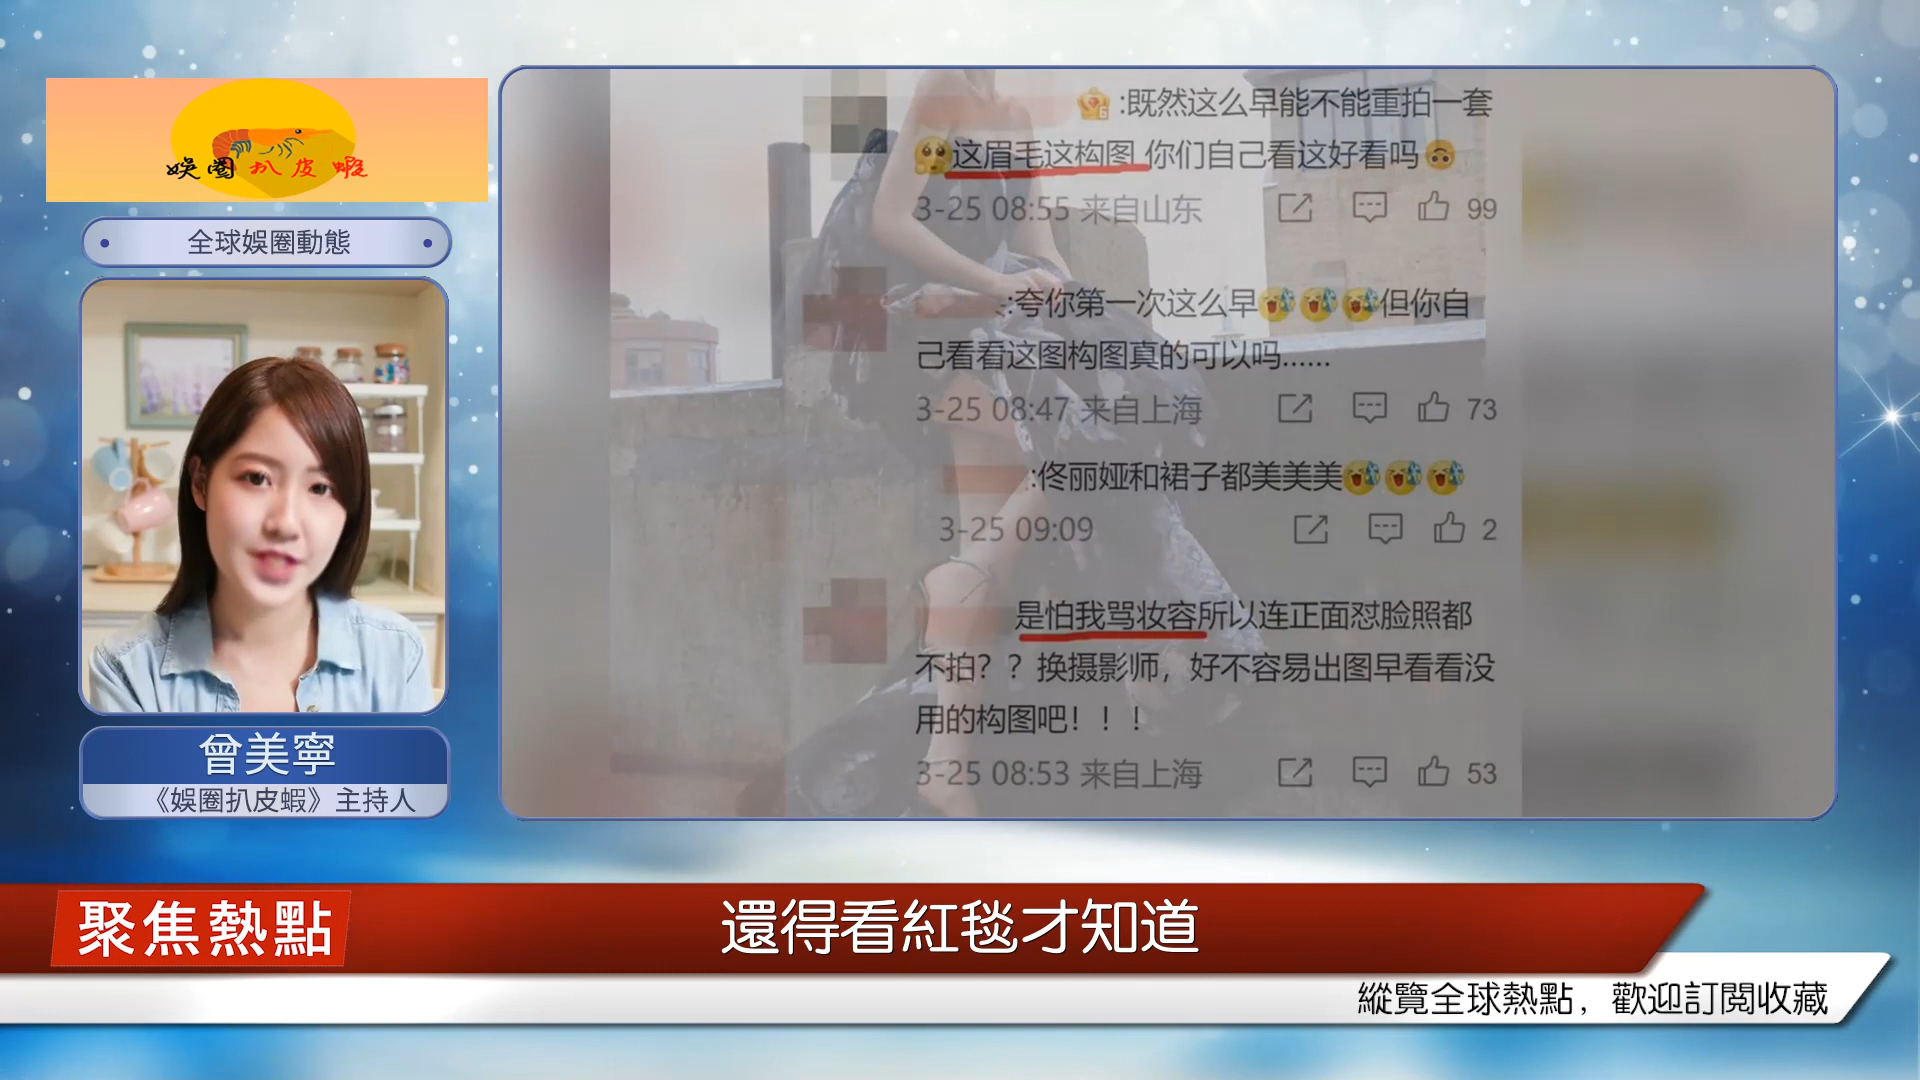 娛圈扒皮蝦
全球娛圈動態
曾美寧
《娛圈扒皮蝦》主持人
:既然这么早能不能重拍一套
这眉毛这构图 你们自己看这好看吗
3-25 08:55 来自山东
99
:夸你第一次这么早但你自
己看看这图构图真的可以吗......
3-25 08:47 来自上海
73
:佟丽娅和裙子都美美美
3-25 09:09
2
是怕我骂妆容所以连正面怼脸照都
不拍？？换摄影师，好不容易出图早看看没
用的构图吧！！！
3-25 08:53 来自上海
53
聚焦熱點
還得看紅毯才知道
縱覽全球熱點，歡迎訂閱收藏